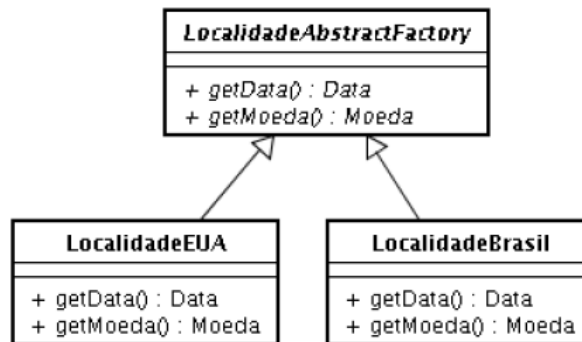 LocalidadeAbstractFactory
+ getData() : Data
+ getMoeda() : Moeda
LocalidadeEUA
+ getData() : Data
+ getMoeda() : Moeda
LocalidadeBrasil
+ getData() : Data
+ getMoeda() : Moeda